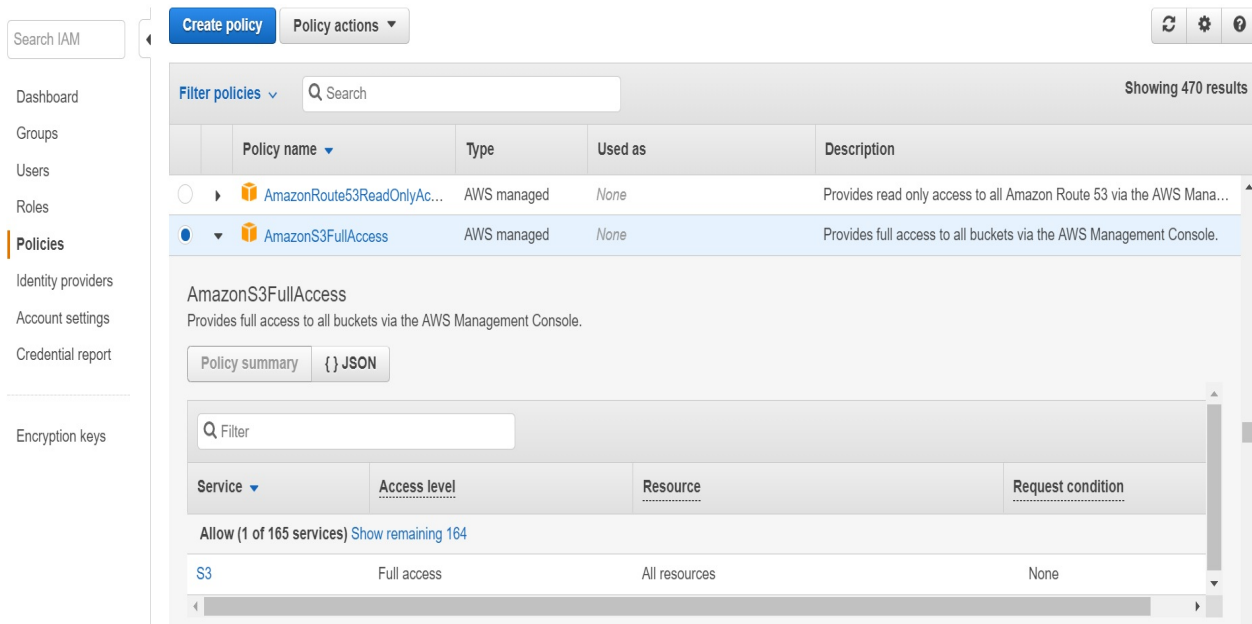 Search IAM
Dashboard
Groups
Users
Roles
Policies
Identity providers
Account settings
Credential report
Encryption keys
Create policy Policy actions
Filter policies Search Showing 470 results
Policy name Type Used as Description
AmazonRoute53ReadOnlyAc... AWS managed None Provides read only access to all Amazon Route 53 via the AWS Mana...
AmazonS3FullAccess AWS managed None Provides full access to all buckets via the AWS Management Console.
AmazonS3FullAccess
Provides full access to all buckets via the AWS Management Console.
Policy summary { } JSON
Filter
Service Access level Resource Request condition
Allow (1 of 165 services) Show remaining 164
S3 Full access All resources None